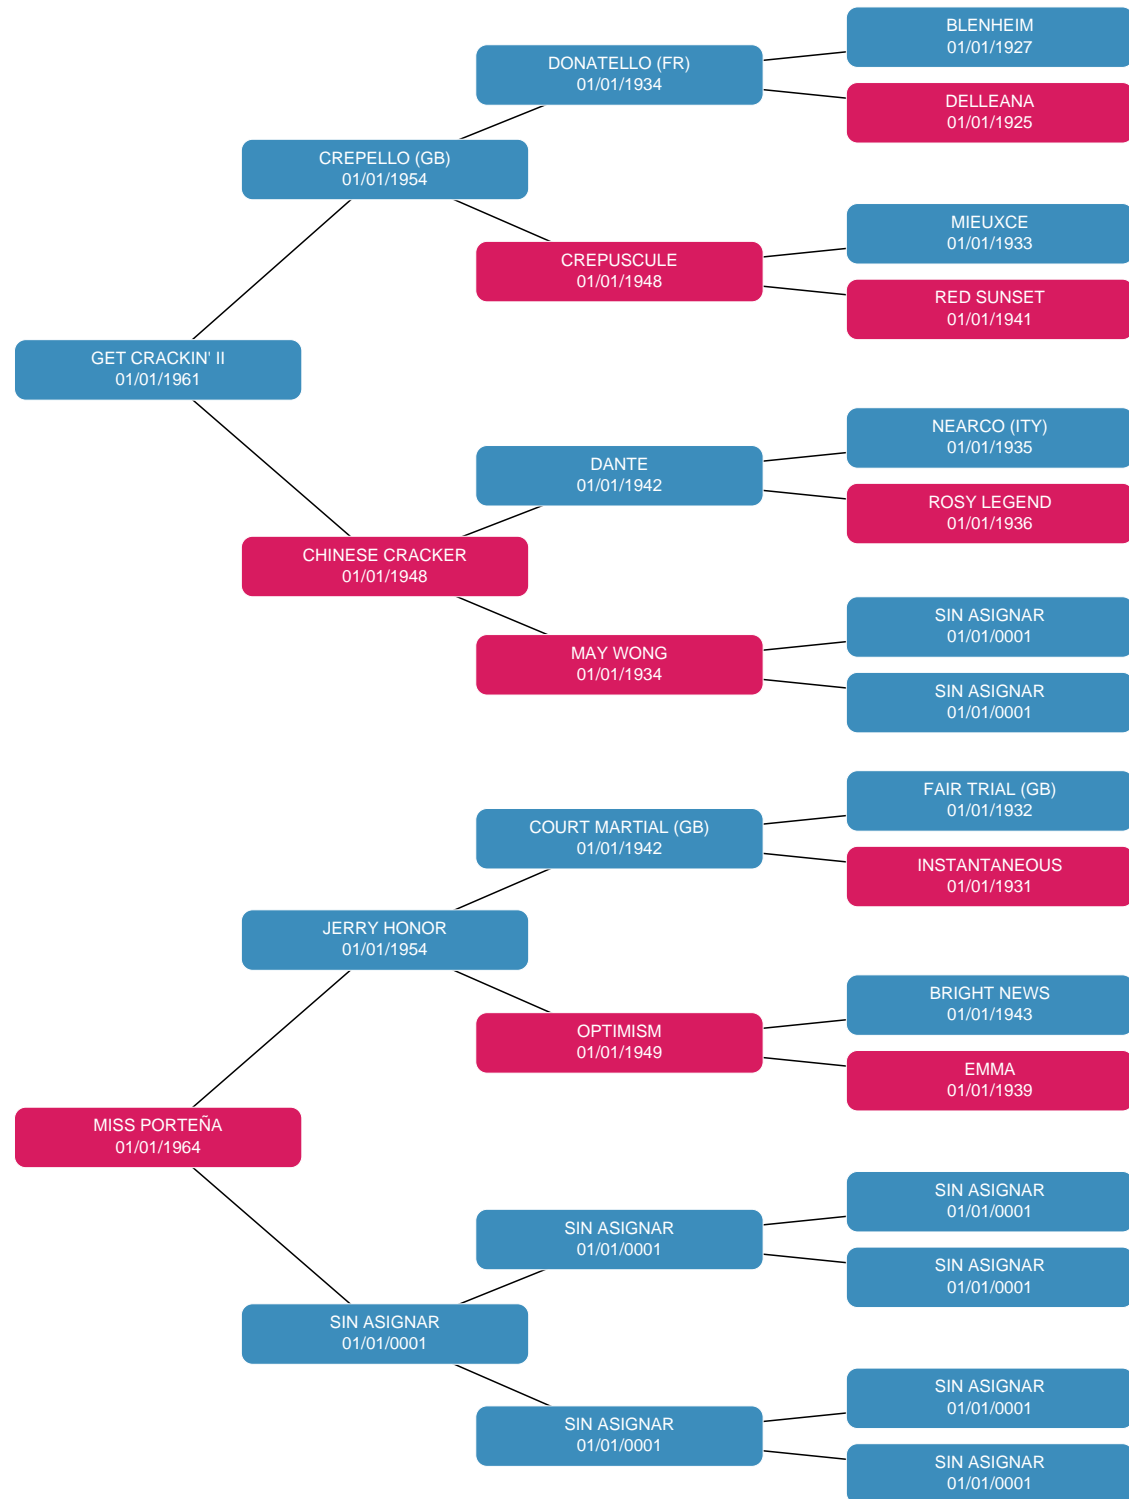 BLENHEIM
01/01/1927
DONATELLO (FR)
01/01/1934
DELLEANA
01/01/1925
CREPELLO (GB)
01/01/1954
MIEUXCE
01/01/1933
CREPUSCULE
01/01/1948
RED SUNSET
01/01/1941
GET CRACKIN' II
01/01/1961
NEARCO (ITY)
01/01/1935
DANTE
01/01/1942
ROSY LEGEND
01/01/1936
CHINESE CRACKER
01/01/1948
SIN ASIGNAR
01/01/0001
MAY WONG
01/01/1934
SIN ASIGNAR
01/01/0001
FAIR TRIAL (GB)
01/01/1932
COURT MARTIAL (GB)
01/01/1942
INSTANTANEOUS
01/01/1931
JERRY HONOR
01/01/1954
BRIGHT NEWS
01/01/1943
OPTIMISM
01/01/1949
EMMA
01/01/1939
MISS PORTEÑA
01/01/1964
SIN ASIGNAR
01/01/0001
SIN ASIGNAR
01/01/0001
SIN ASIGNAR
01/01/0001
SIN ASIGNAR
01/01/0001
SIN ASIGNAR
01/01/0001
SIN ASIGNAR
01/01/0001
SIN ASIGNAR
01/01/0001